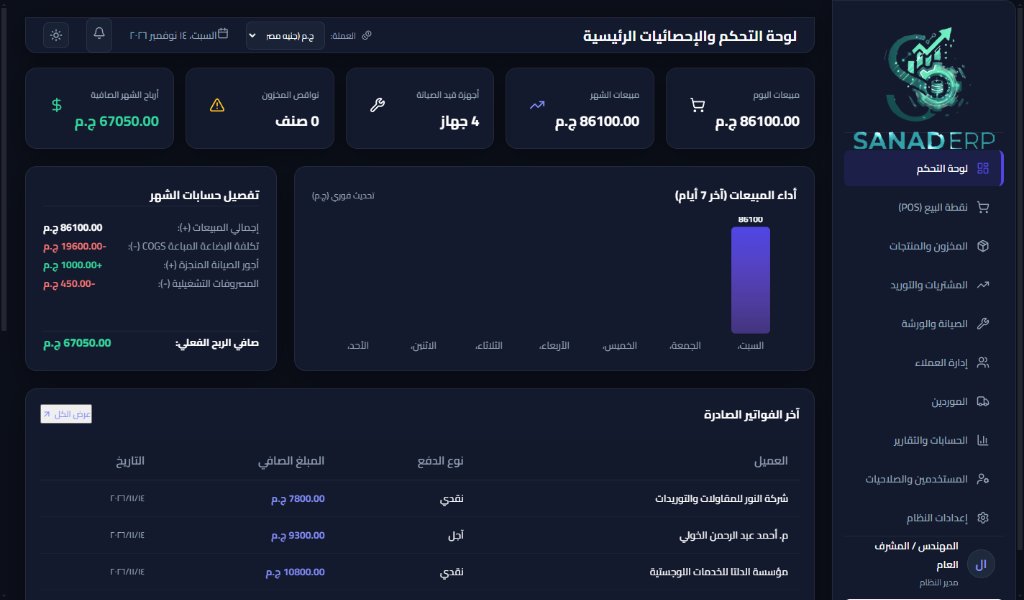 SANAD ERP
لوحة التحكم
نقطة البيع (POS)
المخزون والمنتجات
المشتريات والتوريد
الصيانة والورشة
إدارة العملاء
الموردين
الحسابات والتقارير
المستخدمين والصلاحيات
إعدادات النظام
ال
المهندس / المشرف العام
مدير النظام
لوحة التحكم والإحصائيات الرئيسية
العملة:
ج.م (جنيه مصر
السبت، ١٤ نوفمبر ٢٠٢٦
مبيعات اليوم
86100.00 ج.م
مبيعات الشهر
86100.00 ج.م
أجهزة قيد الصيانة
4 جهاز
نواقص المخزون
0 صنف
أرباح الشهر الصافية
67050.00 ج.م
أداء المبيعات (آخر 7 أيام)
تحديث فوري (ج.م)
86100
السبت، الجمعة، الخميس، الأربعاء، الثلاثاء، الاثنين، الأحد،
تفصيل حسابات الشهر
إجمالي المبيعات (+): 86100.00 ج.م
تكلفة البضاعة المباعة COGS (-): -19600.00 ج.م
أجور الصيانة المنجزة (+): +1000.00 ج.م
المصروفات التشغيلية (-): -450.00 ج.م
صافي الربح الفعلي: 67050.00 ج.م
آخر الفواتير الصادرة
عرض الكل
العميل نوع الدفع المبلغ الصافي التاريخ
شركة النور للمقاولات والتوريدات نقدي 7800.00 ج.م ٢٠٢٦/١١/١٤
م. أحمد عبد الرحمن الخولي آجل 9300.00 ج.م ٢٠٢٦/١١/١٤
مؤسسة الدلتا للخدمات اللوجستية نقدي 10800.00 ج.م ٢٠٢٦/١١/١٤